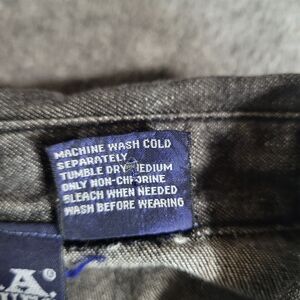 MACHINE WASH COLD
SEPARATELY
TUMBLE DRY MEDIUM
ONLY NON-CHLORINE
BLEACH WHEN NEEDED
WASH BEFORE WEARING
.A.®